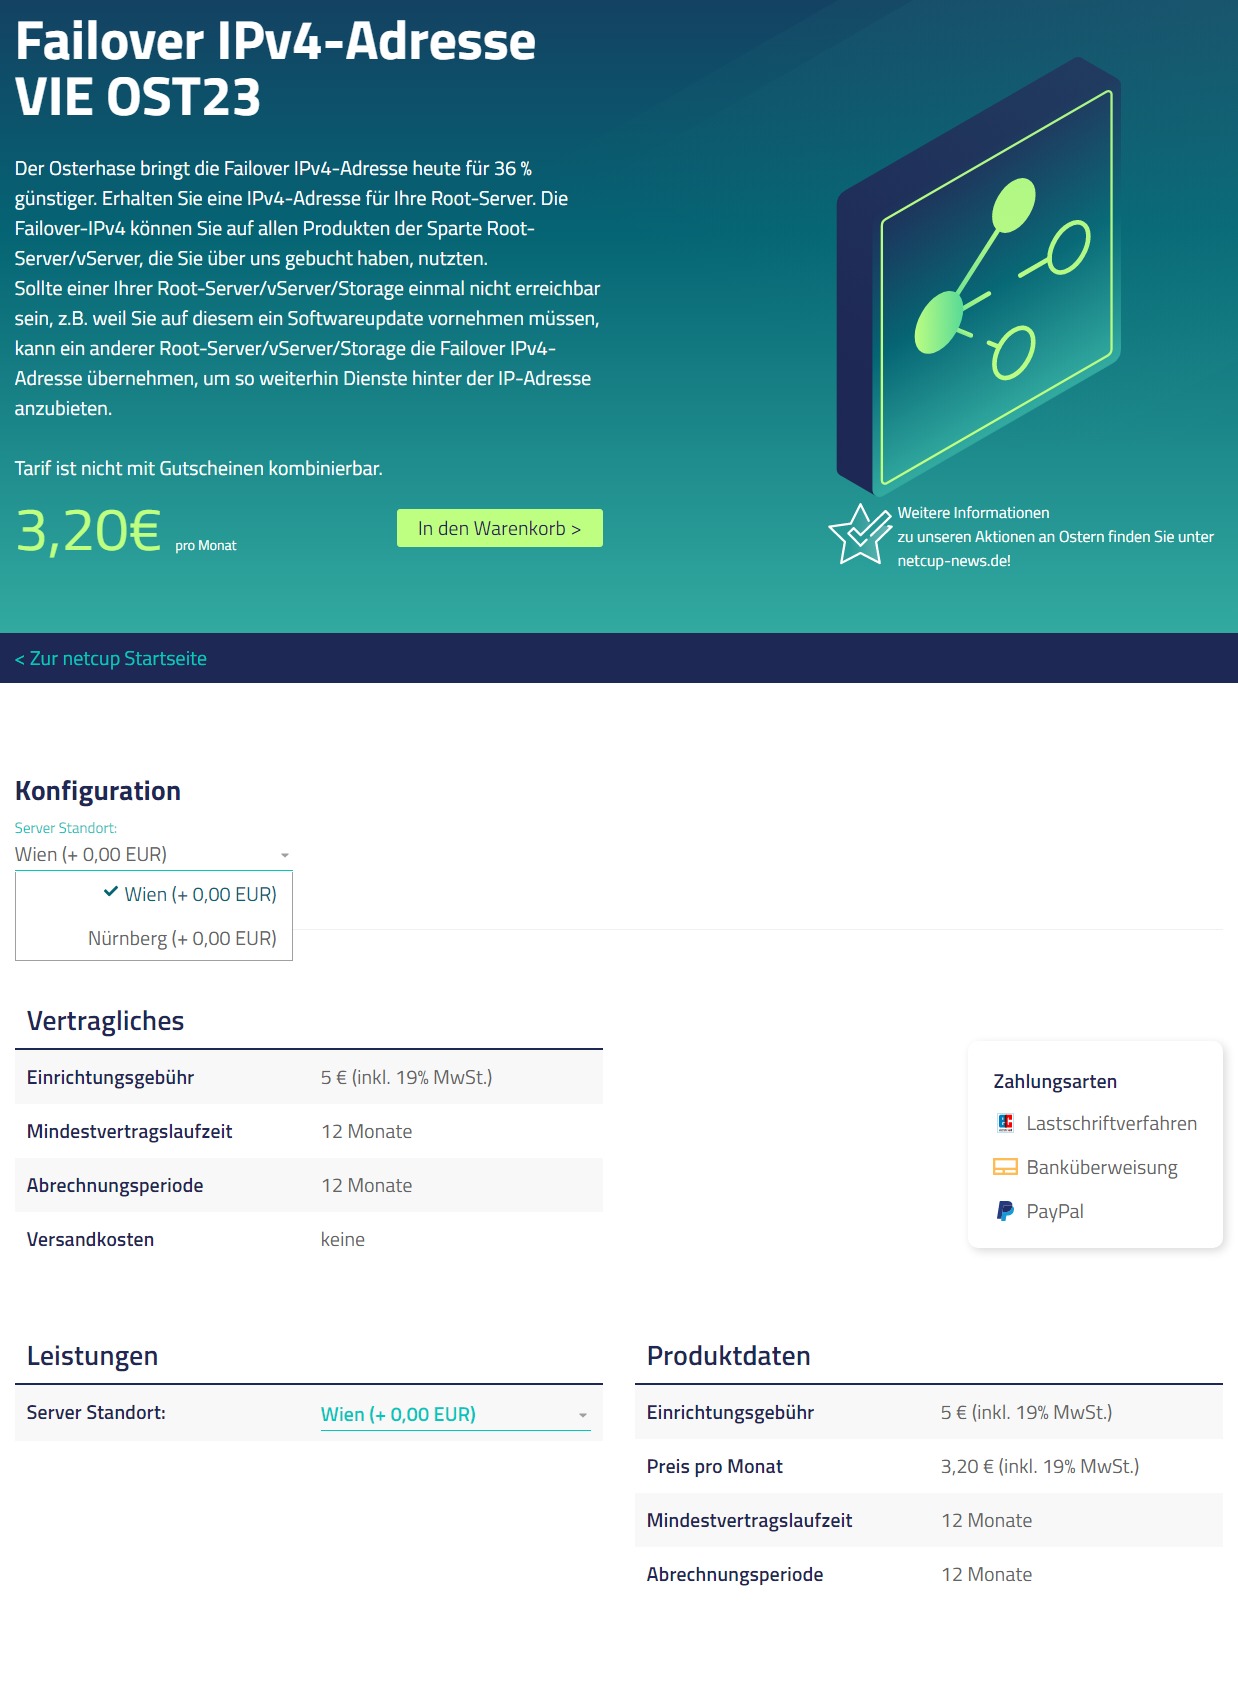 Failover IPv4-Adresse
VIE OST23
Der Osterhase bringt die Failover IPv4-Adresse heute für 36 %
günstiger. Erhalten Sie eine IPv4-Adresse für Ihre Root-Server. Die
Failover-IPv4 können Sie auf allen Produkten der Sparte Root-
Server/vServer, die Sie über uns gebucht haben, nutzten.
Sollte einer Ihrer Root-Server/vServer/Storage einmal nicht erreichbar
sein, z.B. weil Sie auf diesem ein Softwareupdate vornehmen müssen,
kann ein anderer Root-Server/vServer/Storage die Failover IPv4-
Adresse übernehmen, um so weiterhin Dienste hinter der IP-Adresse
anzubieten.
Tarif ist nicht mit Gutscheinen kombinierbar.
3,20€ pro Monat
In den Warenkorb >
Weitere Informationen
zu unseren Aktionen an Ostern finden Sie unter
netcup-news.de!
< Zur netcup Startseite
Konfiguration
Server Standort:
Wien (+ 0,00 EUR)
Wien (+ 0,00 EUR)
Nürnberg (+ 0,00 EUR)
Vertragliches
Einrichtungsgebühr 5 € (inkl. 19% MwSt.)
Mindestvertragslaufzeit 12 Monate
Abrechnungsperiode 12 Monate
Versandkosten keine
Zahlungsarten
Lastschriftverfahren
Banküberweisung
PayPal
Leistungen
Server Standort: Wien (+ 0,00 EUR)
Produktdaten
Einrichtungsgebühr 5 € (inkl. 19% MwSt.)
Preis pro Monat 3,20 € (inkl. 19% MwSt.)
Mindestvertragslaufzeit 12 Monate
Abrechnungsperiode 12 Monate